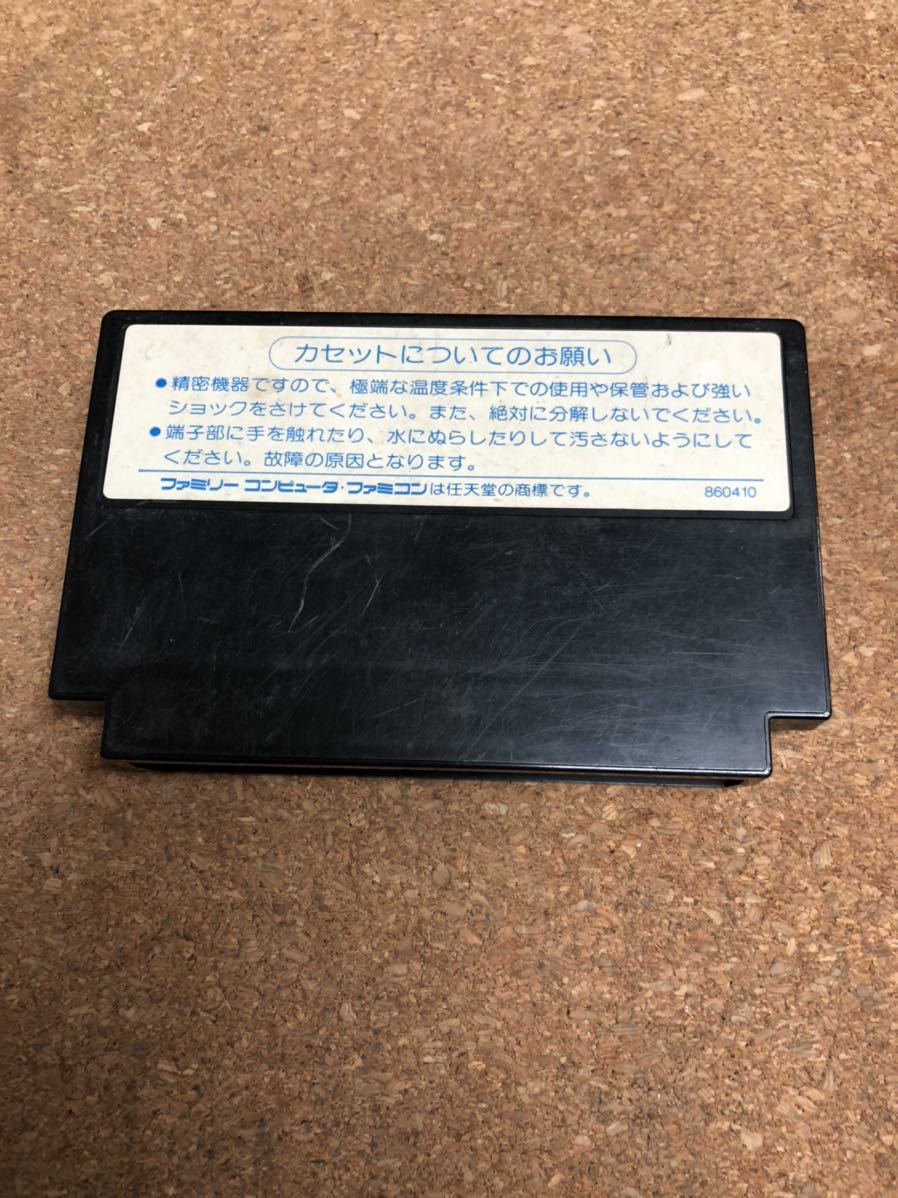 カセットについてのお願い
●精密機器ですので、極端な温度条件下での使用や保管および強い
ショックをさけてください。また、絶対に分解しないでください。
●端子部に手を触れたり、水にぬらしたりして汚さないようにして
ください。故障の原因となります。
ファミリー コンピュータ・ファミコンは任天堂の商標です。 860410